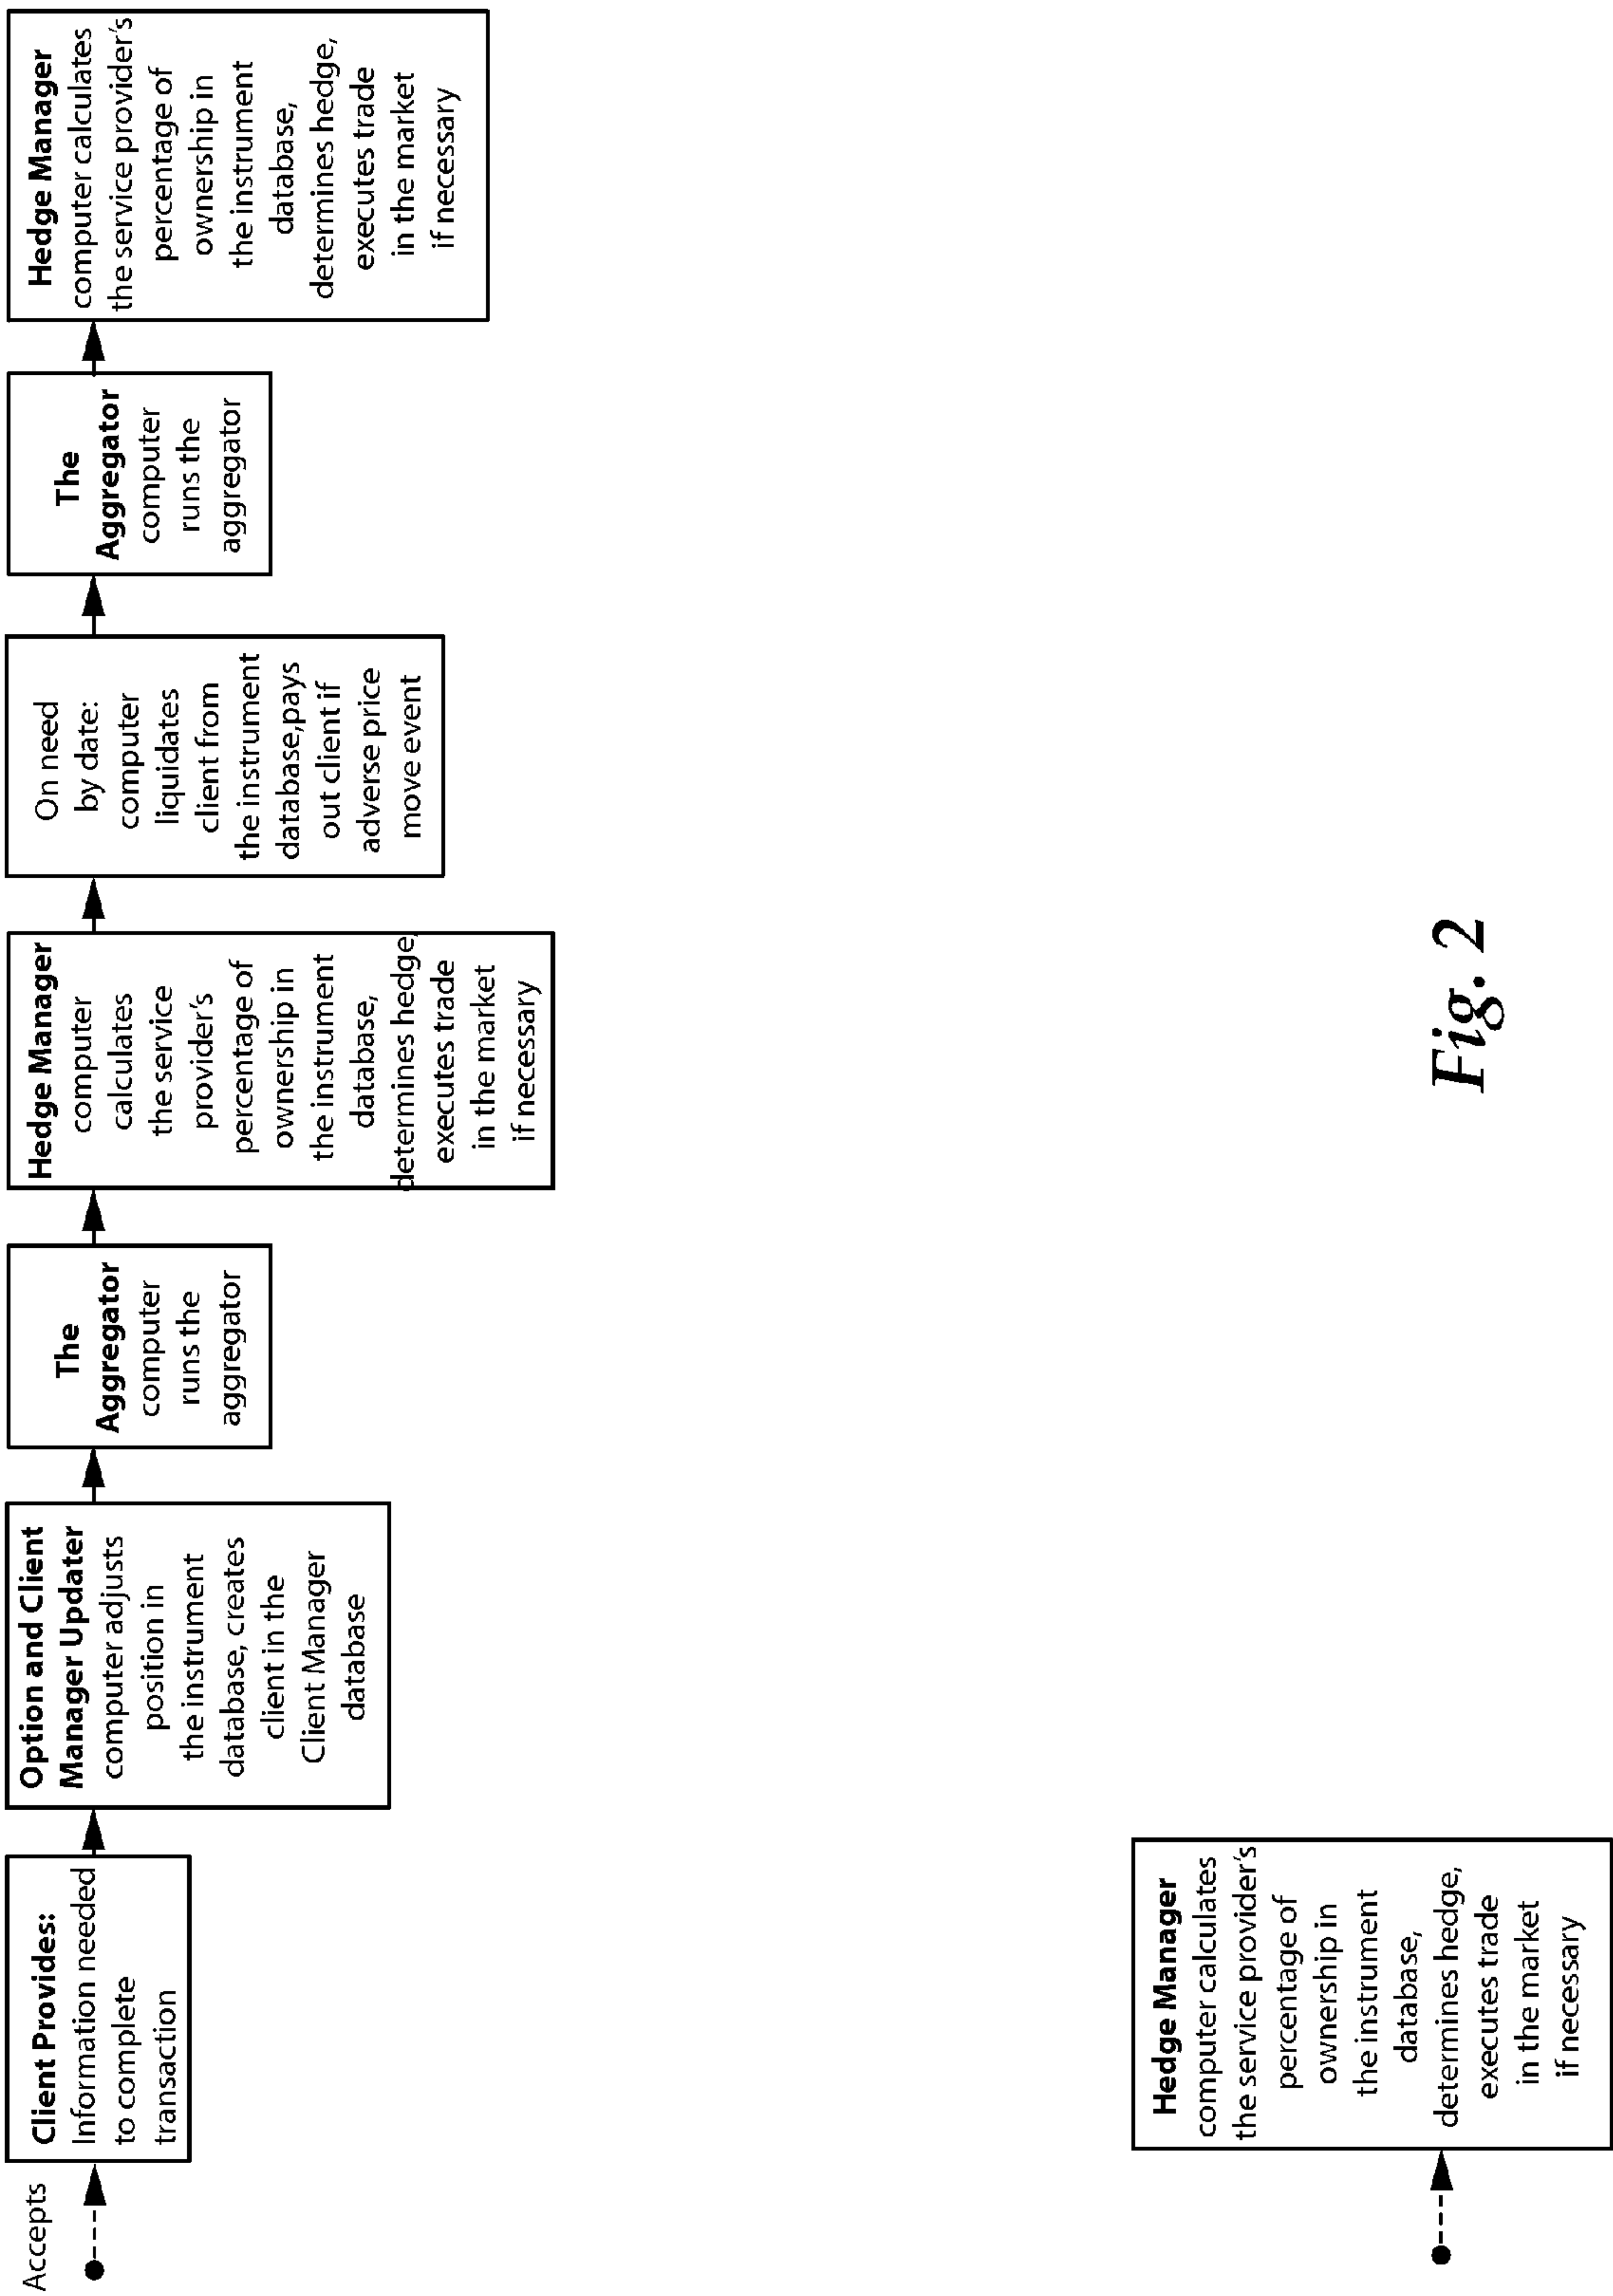 Accepts
Client Provides:
Information needed
to complete
transaction
Option and Client
Manager Updater
computer adjusts
position in
the instrument
database, creates
client in the
Client Manager
database
The
Aggregator
computer
runs the
aggregator
Hedge Manager
computer
calculates
the service
provider's
percentage of
ownership in
the instrument
database,
determines hedge,
executes trade
in the market
if necessary
On need
by date:
computer
liquidates
client from
the instrument
database,pays
out client if
adverse price
move event
The
Aggregator
computer
runs the
aggregator
Hedge Manager
computer calculates
the service provider's
percentage of
ownership in
the instrument
database,
determines hedge,
executes trade
in the market
if necessary
Hedge Manager
computer calculates
the service provider's
percentage of
ownership in
the instrument
database,
determines hedge,
executes trade
in the market
if necessary
Fig. 2